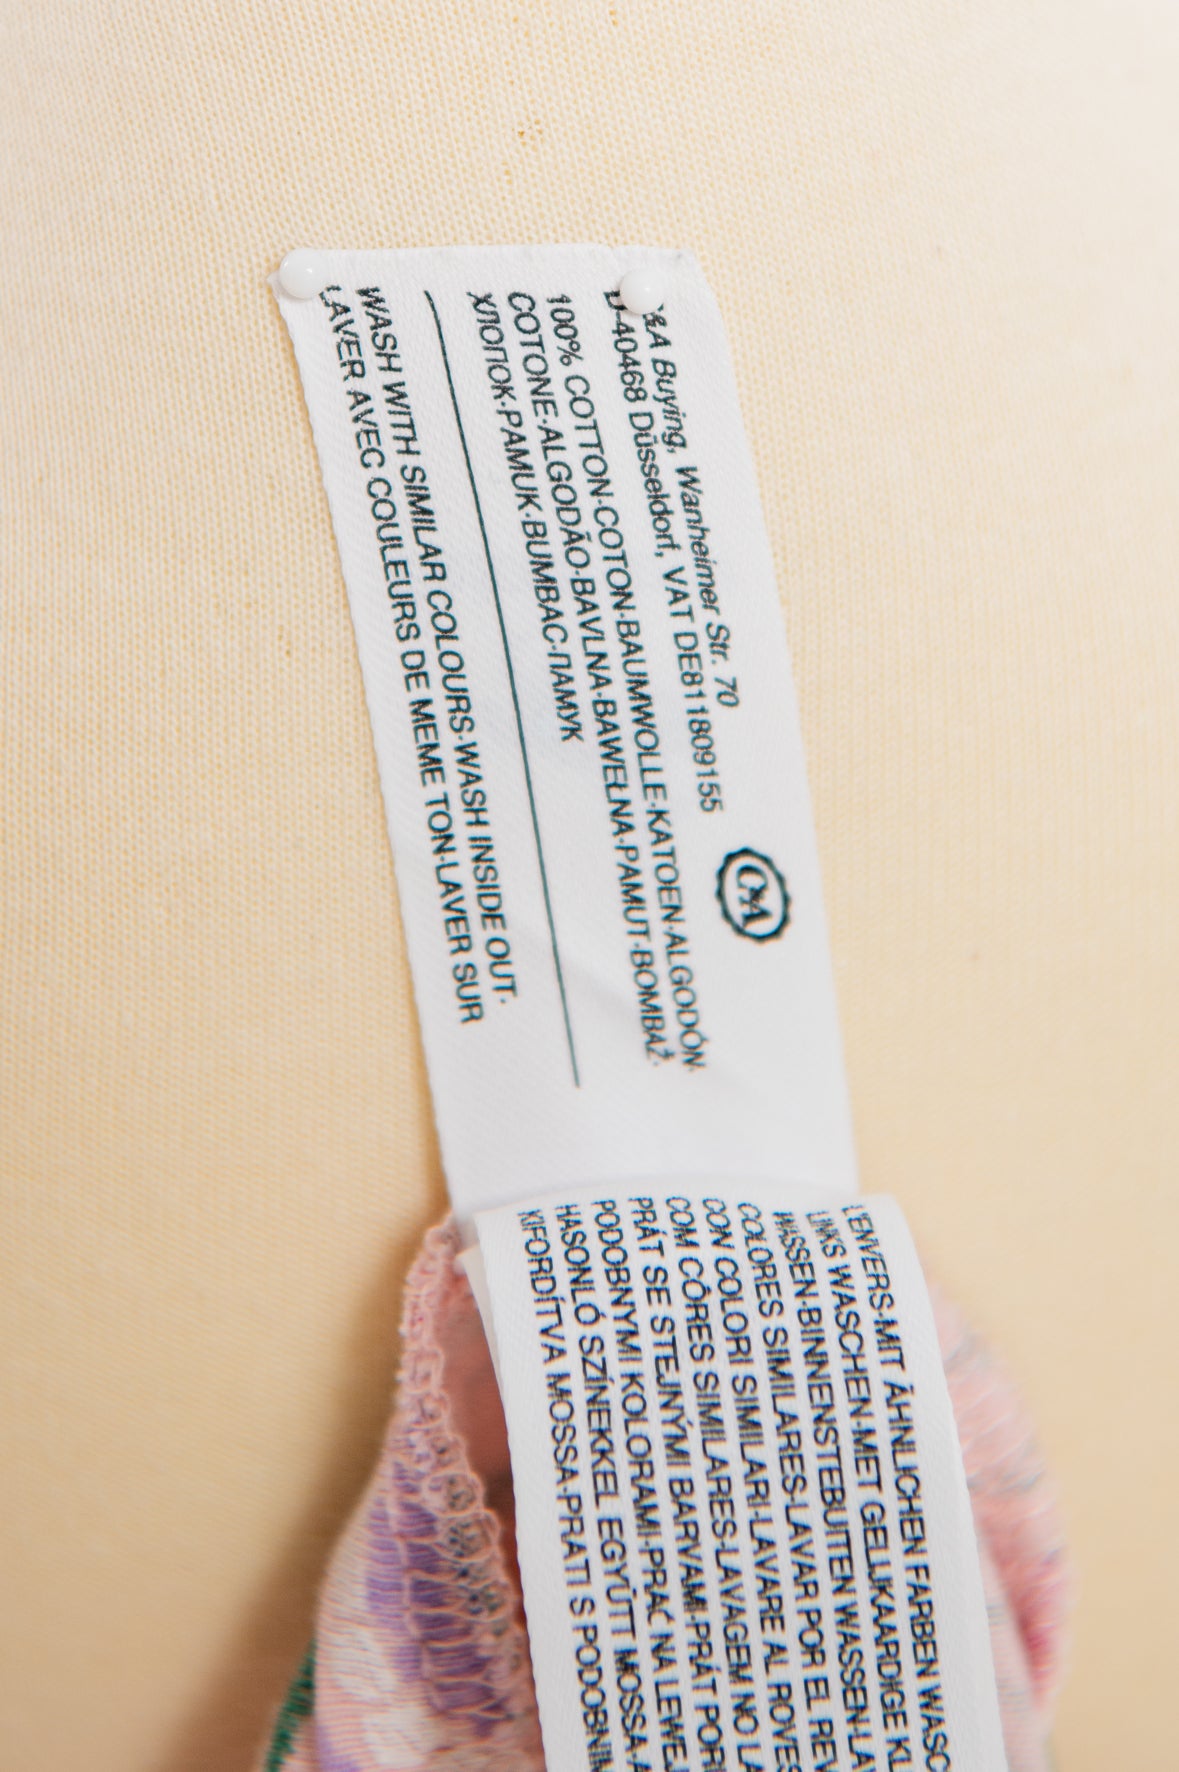 &A Buying, Wanheimer Str. 70
D-40468 Düsseldorf, VAT DE811809155
C&A
100% COTTON·COTON·BAUMWOLLE·KATOEN·ALGODÓN·
COTONE·ALGODÃO·BAVLNA·BAWEŁNA·PAMUT·BOMBAŽ·
ХЛОПОК·PAMUK·BUMBAC·ПАМУК
WASH WITH SIMILAR COLOURS·WASH INSIDE OUT·
LAVER AVEC COULEURS DE MEME TON·LAVER SUR
L'ENVERS·MIT ÄHNLICHEN FARBEN WASC
LINKS WASCHEN·MET GELIJKAARDIGE KL
WASSEN·BINNENSTEBUITEN WASSEN·LAV
COLORES SIMILARES·LAVAR POR EL REV
CON COLORI SIMILARI·LAVARE AL ROVES
COM CÔRES SIMILARES·LAVAGEM NO LA
PRÁT SE STEJNÝMI BARVAMI·PRÁT POR
PODOBNYMI KOLORAMI·PRAĆ NA LEWEJ
HASONLÓ SZÍNEKKEL EGYÜTT MOSSA·A
KIFORDÍTVA MOSSA·PRATI S PODOBNIM